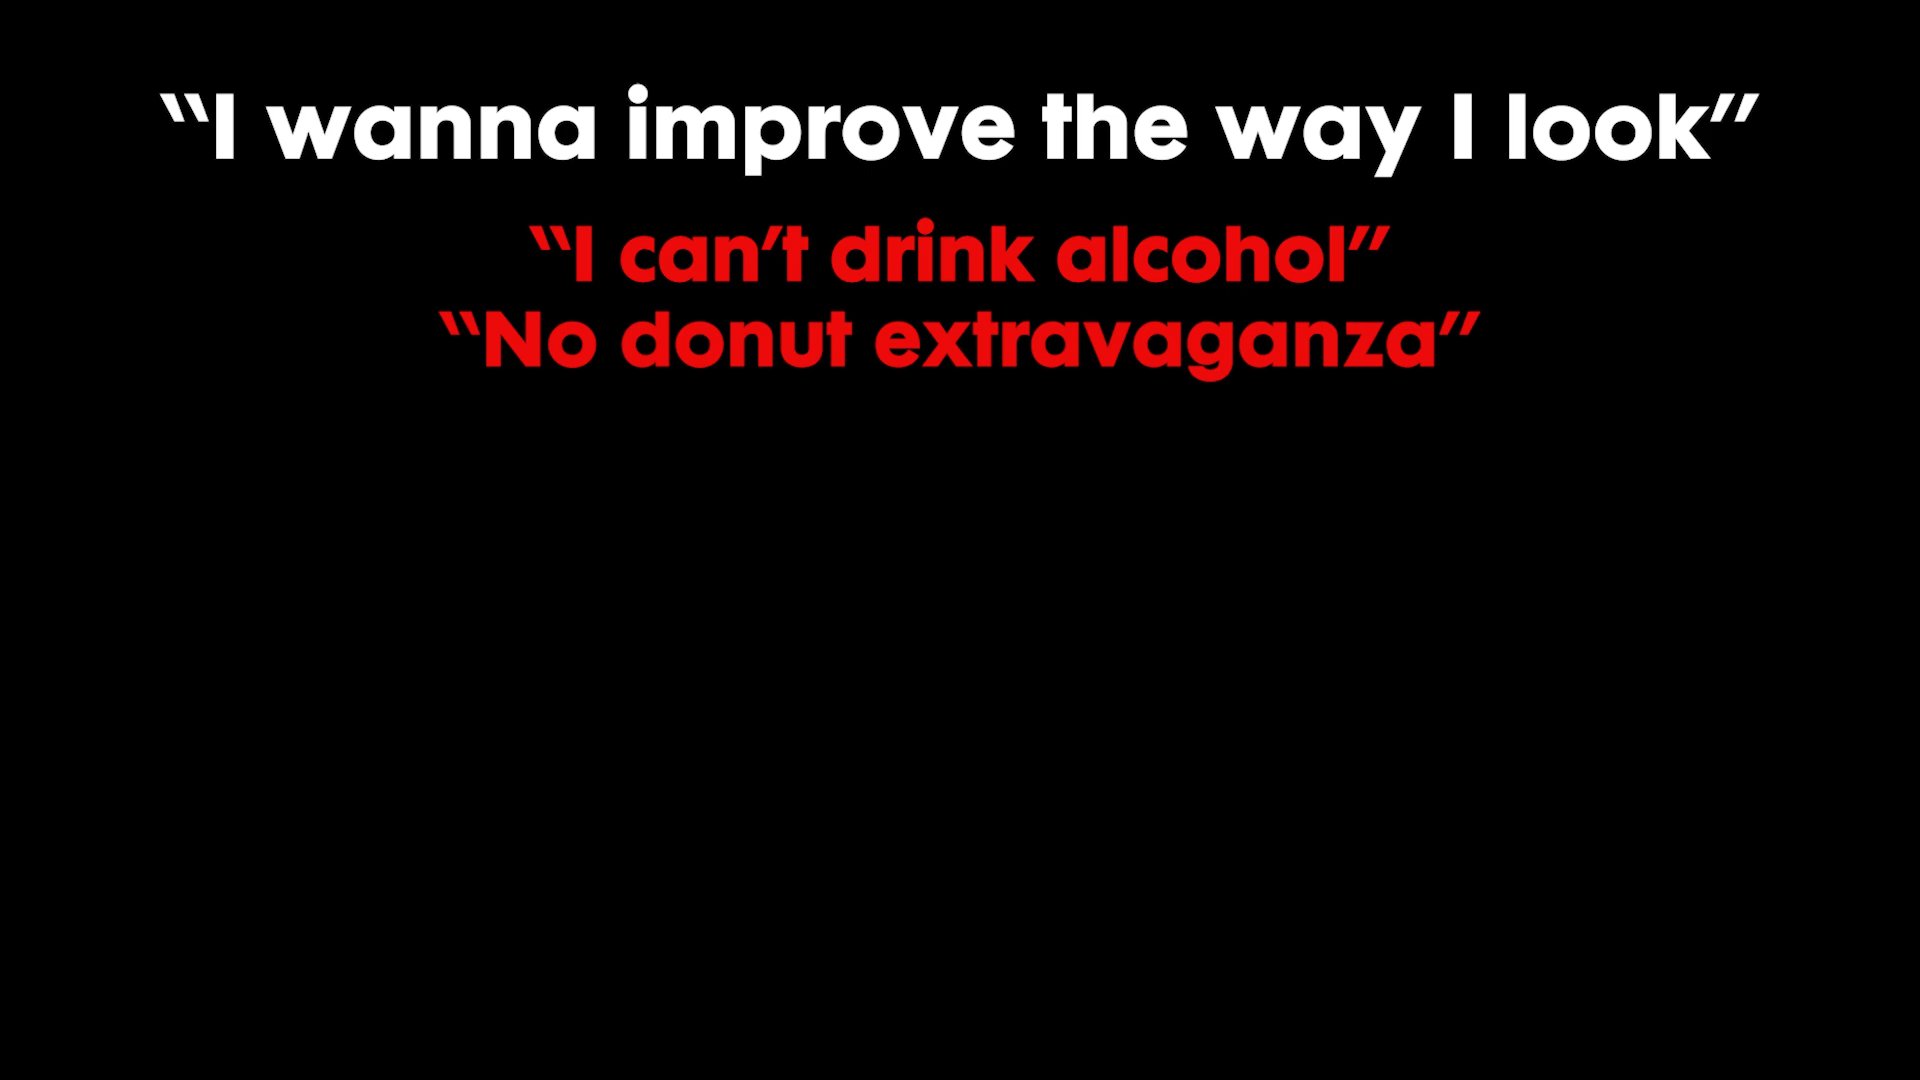 “I wanna improve the way I look”
“I can’t drink alcohol”
“No donut extravaganza”